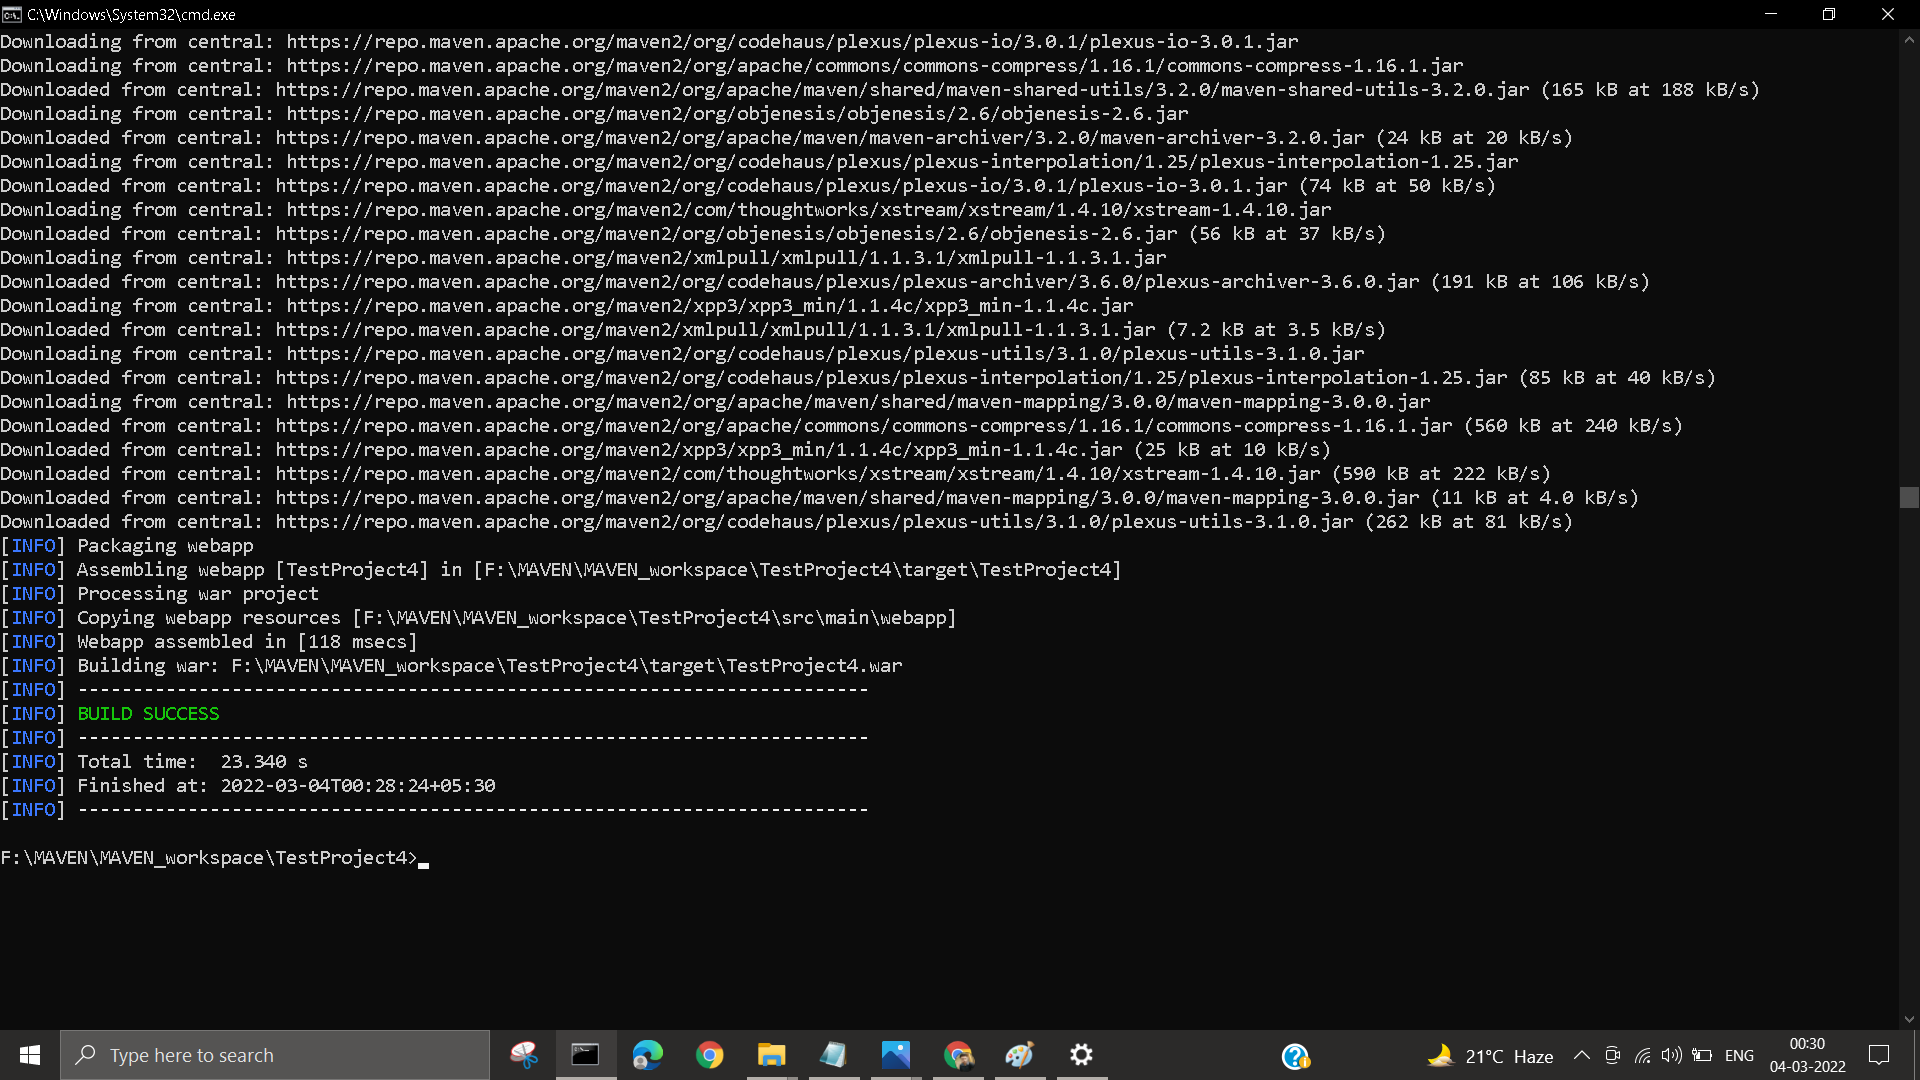 C:\Windows\System32\cmd.exe
Downloading from central: https://repo.maven.apache.org/maven2/org/codehaus/plexus/plexus-io/3.0.1/plexus-io-3.0.1.jar
Downloading from central: https://repo.maven.apache.org/maven2/org/apache/commons/commons-compress/1.16.1/commons-compress-1.16.1.jar
Downloaded from central: https://repo.maven.apache.org/maven2/org/apache/maven/shared/maven-shared-utils/3.2.0/maven-shared-utils-3.2.0.jar (165 kB at 188 kB/s)
Downloading from central: https://repo.maven.apache.org/maven2/org/objenesis/objenesis/2.6/objenesis-2.6.jar
Downloaded from central: https://repo.maven.apache.org/maven2/org/apache/maven/maven-archiver/3.2.0/maven-archiver-3.2.0.jar (24 kB at 20 kB/s)
Downloading from central: https://repo.maven.apache.org/maven2/org/codehaus/plexus/plexus-interpolation/1.25/plexus-interpolation-1.25.jar
Downloaded from central: https://repo.maven.apache.org/maven2/org/codehaus/plexus/plexus-io/3.0.1/plexus-io-3.0.1.jar (74 kB at 50 kB/s)
Downloading from central: https://repo.maven.apache.org/maven2/com/thoughtworks/xstream/xstream/1.4.10/xstream-1.4.10.jar
Downloaded from central: https://repo.maven.apache.org/maven2/org/objenesis/objenesis/2.6/objenesis-2.6.jar (56 kB at 37 kB/s)
Downloading from central: https://repo.maven.apache.org/maven2/xmlpull/xmlpull/1.1.3.1/xmlpull-1.1.3.1.jar
Downloaded from central: https://repo.maven.apache.org/maven2/org/codehaus/plexus/plexus-archiver/3.6.0/plexus-archiver-3.6.0.jar (191 kB at 106 kB/s)
Downloading from central: https://repo.maven.apache.org/maven2/xpp3/xpp3_min/1.1.4c/xpp3_min-1.1.4c.jar
Downloaded from central: https://repo.maven.apache.org/maven2/xmlpull/xmlpull/1.1.3.1/xmlpull-1.1.3.1.jar (7.2 kB at 3.5 kB/s)
Downloading from central: https://repo.maven.apache.org/maven2/org/codehaus/plexus/plexus-utils/3.1.0/plexus-utils-3.1.0.jar
Downloaded from central: https://repo.maven.apache.org/maven2/org/codehaus/plexus/plexus-interpolation/1.25/plexus-interpolation-1.25.jar (85 kB at 40 kB/s)
Downloading from central: https://repo.maven.apache.org/maven2/org/apache/maven/shared/maven-mapping/3.0.0/maven-mapping-3.0.0.jar
Downloaded from central: https://repo.maven.apache.org/maven2/org/apache/commons/commons-compress/1.16.1/commons-compress-1.16.1.jar (560 kB at 240 kB/s)
Downloaded from central: https://repo.maven.apache.org/maven2/xpp3/xpp3_min/1.1.4c/xpp3_min-1.1.4c.jar (25 kB at 10 kB/s)
Downloaded from central: https://repo.maven.apache.org/maven2/com/thoughtworks/xstream/xstream/1.4.10/xstream-1.4.10.jar (590 kB at 222 kB/s)
Downloaded from central: https://repo.maven.apache.org/maven2/org/apache/maven/shared/maven-mapping/3.0.0/maven-mapping-3.0.0.jar (11 kB at 4.0 kB/s)
Downloaded from central: https://repo.maven.apache.org/maven2/org/codehaus/plexus/plexus-utils/3.1.0/plexus-utils-3.1.0.jar (262 kB at 81 kB/s)
[INFO] Packaging webapp
[INFO] Assembling webapp [TestProject4] in [F:\MAVEN\MAVEN_workspace\TestProject4\target\TestProject4]
[INFO] Processing war project
[INFO] Copying webapp resources [F:\MAVEN\MAVEN_workspace\TestProject4\src\main\webapp]
[INFO] Webapp assembled in [118 msecs]
[INFO] Building war: F:\MAVEN\MAVEN_workspace\TestProject4\target\TestProject4.war
[INFO] ------------------------------------------------------------------------
[INFO] BUILD SUCCESS
[INFO] ------------------------------------------------------------------------
[INFO] Total time:  23.340 s
[INFO] Finished at: 2022-03-04T00:28:24+05:30
[INFO] ------------------------------------------------------------------------
F:\MAVEN\MAVEN_workspace\TestProject4>
Type here to search
21°C Haze
ENG
00:30
04-03-2022